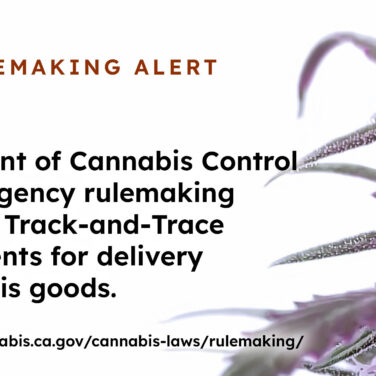 EMAKING ALERT
nt of Cannabis Control
gency rulemaking
Track-and-Trace
ents for delivery
is goods.
abis.ca.gov/cannabis-laws/rulemaking/